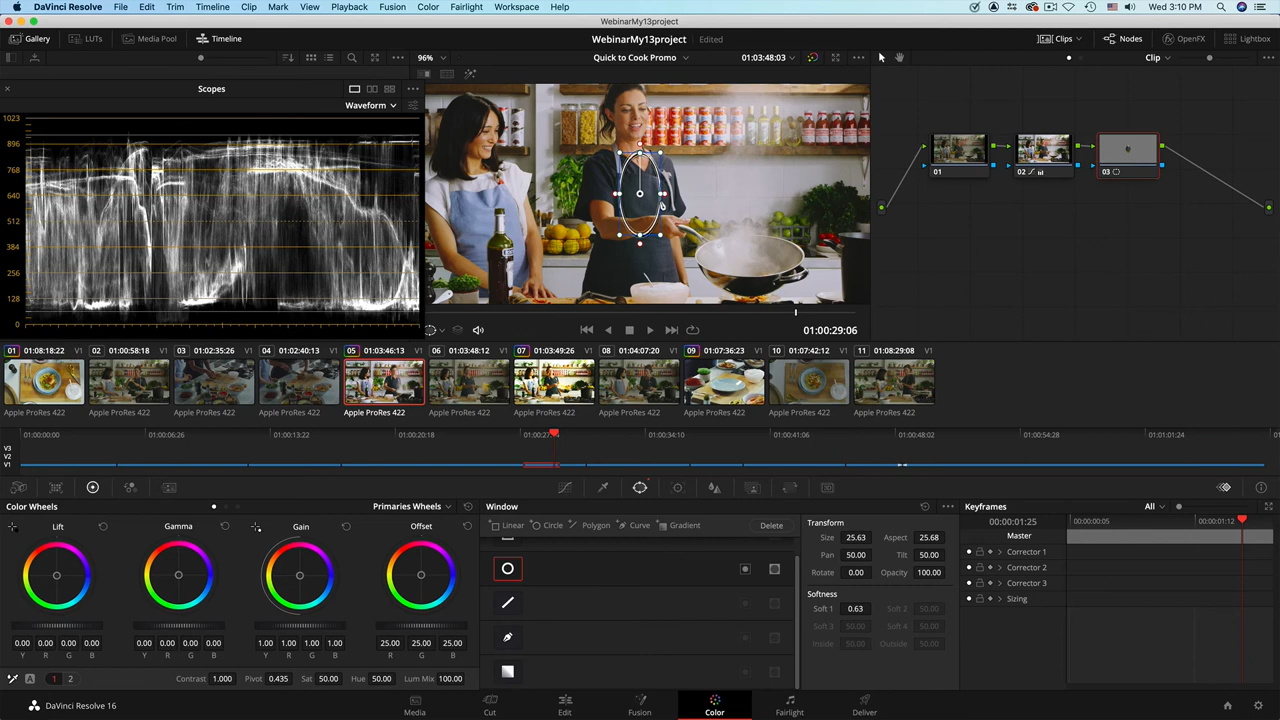 DaVinci Resolve File Edit Trim Timeline Clip Mark View Playback Fusion Color Fairlight Workspace Help Wed 3:10 PM
WebinarMy13project
Gallery LUTs Media Pool Timeline WebinarMy13project Edited Clips Nodes OpenFX Lightbox
96% Quick to Cook Promo 01:03:48:03 Clip
Scopes
Waveform
1023
896
768
640
512
384
256
128
0
01 02 03
01:00:29:06
01 01:08:18:22 V1 02 01:00:58:18 V1 03 01:02:35:26 V1 04 01:02:40:13 V1 05 01:03:46:13 V1 06 01:03:48:12 V1 07 01:03:49:26 V1 08 01:04:07:20 V1 09 01:07:36:23 V1 10 01:07:42:12 V1 11 01:08:29:08 V1
Apple ProRes 422 Apple ProRes 422 Apple ProRes 422 Apple ProRes 422 Apple ProRes 422 Apple ProRes 422 Apple ProRes 422 Apple ProRes 422 Apple ProRes 422 Apple ProRes 422 Apple ProRes 422
01:00:00:00 01:00:06:26 01:00:13:22 01:00:20:18 01:00:27 01:00:34:10 01:00:41:06 01:00:48:02 01:00:54:28 01:01:01:24
V3
V2
V1
Color Wheels Primaries Wheels Window Keyframes All
Lift Gamma Gain Offset
Linear Circle Polygon Curve Gradient Delete
0.00 0.00 0.00 0.00 0.00 0.00 0.00 0.00 1.00 1.00 1.00 1.00 25.00 25.00 25.00
Y R G B Y R G B Y R G B R G B
A 1 2 Contrast 1.000 Pivot 0.435 Sat 50.00 Hue 50.00 Lum Mix 100.00
Transform
Size 25.63 Aspect 25.68
Pan 50.00 Tilt 50.00
Rotate 0.00 Opacity 100.00
Softness
Soft 1 0.63 Soft 2 50.00
Soft 3 50.00 Soft 4 50.00
Inside 50.00 Outside 50.00
00:00:01:25 00:00:00:05 00:00:01:12
Master
Corrector 1
Corrector 2
Corrector 3
Sizing
DaVinci Resolve 16 Media Cut Edit Fusion Color Fairlight Deliver